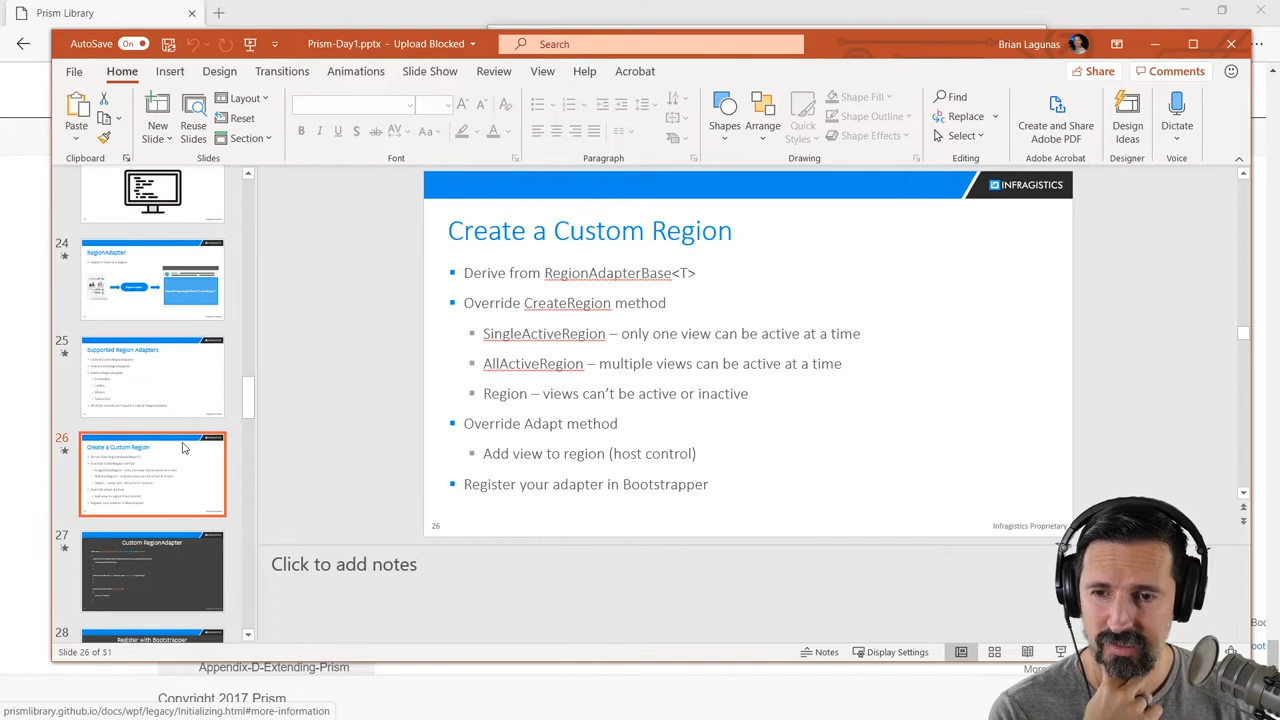 Prism Library
AutoSave On
Prism-Day1.pptx - Upload Blocked
Search
Brian Lagunas
File Home Insert Design Transitions Animations Slide Show Review View Help Acrobat
Share Comments
Paste
New Slides
Reuse Slides
Layout
Reset
Section
Shapes
Arrange
Quick Styles
Shape Fill
Shape Outline
Shape Effects
Find
Replace
Select
Create and Share Adobe PDF
Design Ideas
Dictate
Clipboard Slides Font Paragraph Drawing Editing Adobe Acrobat Designer Voice
24
RegionAdapter
25
Supported Region Adapters
26
Create a Custom Region
27
Custom RegionAdapter
28
Register with Bootstrapper
INFRAGISTICS
Create a Custom Region
Derive from RegionAdapterBase<T>
Override CreateRegion method
SingleActiveRegion – only one view can be active at a time
AllActiveRegion – multiple views can be active at a time
Region – views can't be active or inactive
Override Adapt method
Add view to region (host control)
Register your adapter in Bootstrapper
26
Infragistics Proprietary
Click to add notes
Slide 26 of 51
Notes Display Settings
Appendix-D-Extending-Prism
Copyright 2017 Prism
prismlibrary.github.io/docs/wpf/legacy/Initializing.html#more-information